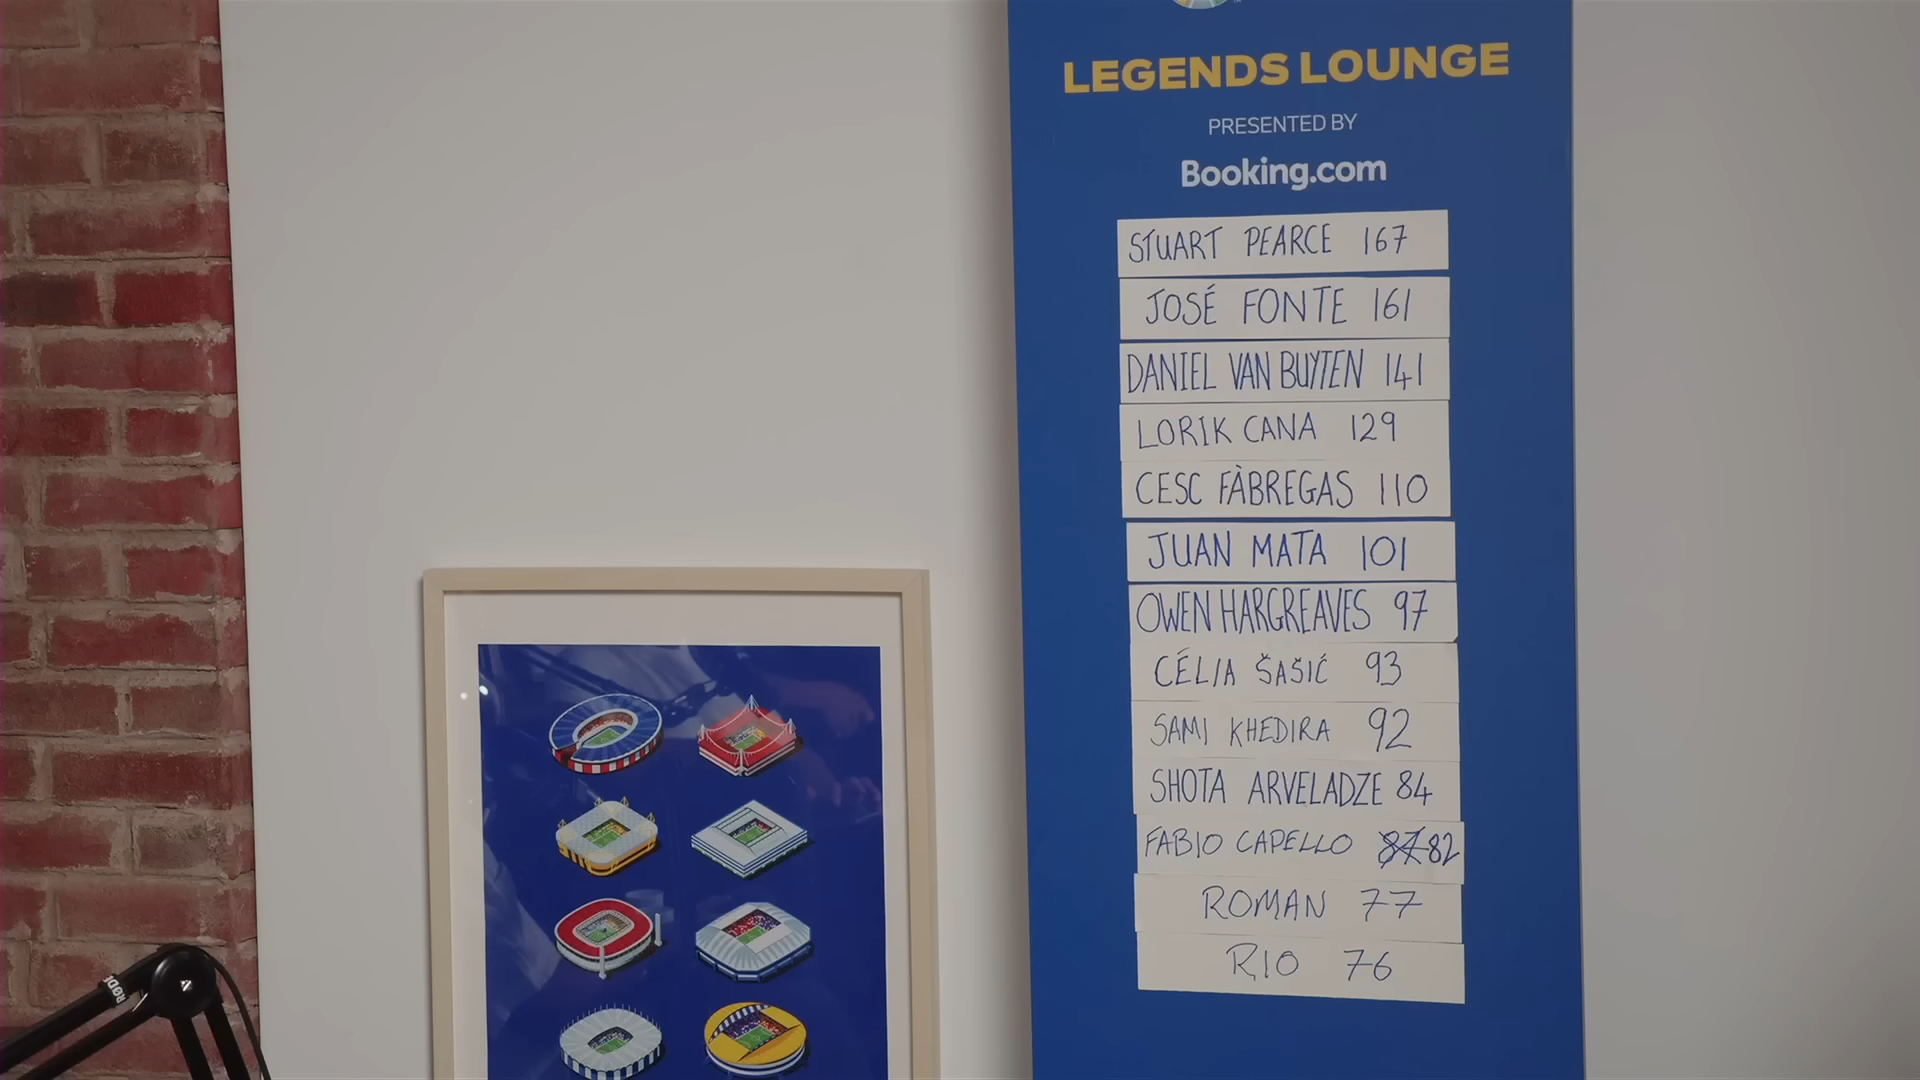 LEGENDS LOUNGE
PRESENTED BY
Booking.com
STUART PEARCE 167
JOSÉ FONTE 161
DANIEL VAN BUYTEN 141
LORIK CANA 129
CESC FÀBREGAS 110
JUAN MATA 101
OWEN HARGREAVES 97
CÉLIA ŠAŠIĆ 93
SAMI KHEDIRA 92
SHOTA ARVELADZE 84
FABIO CAPELLO 87 82
ROMAN 77
RIO 76
RØDE